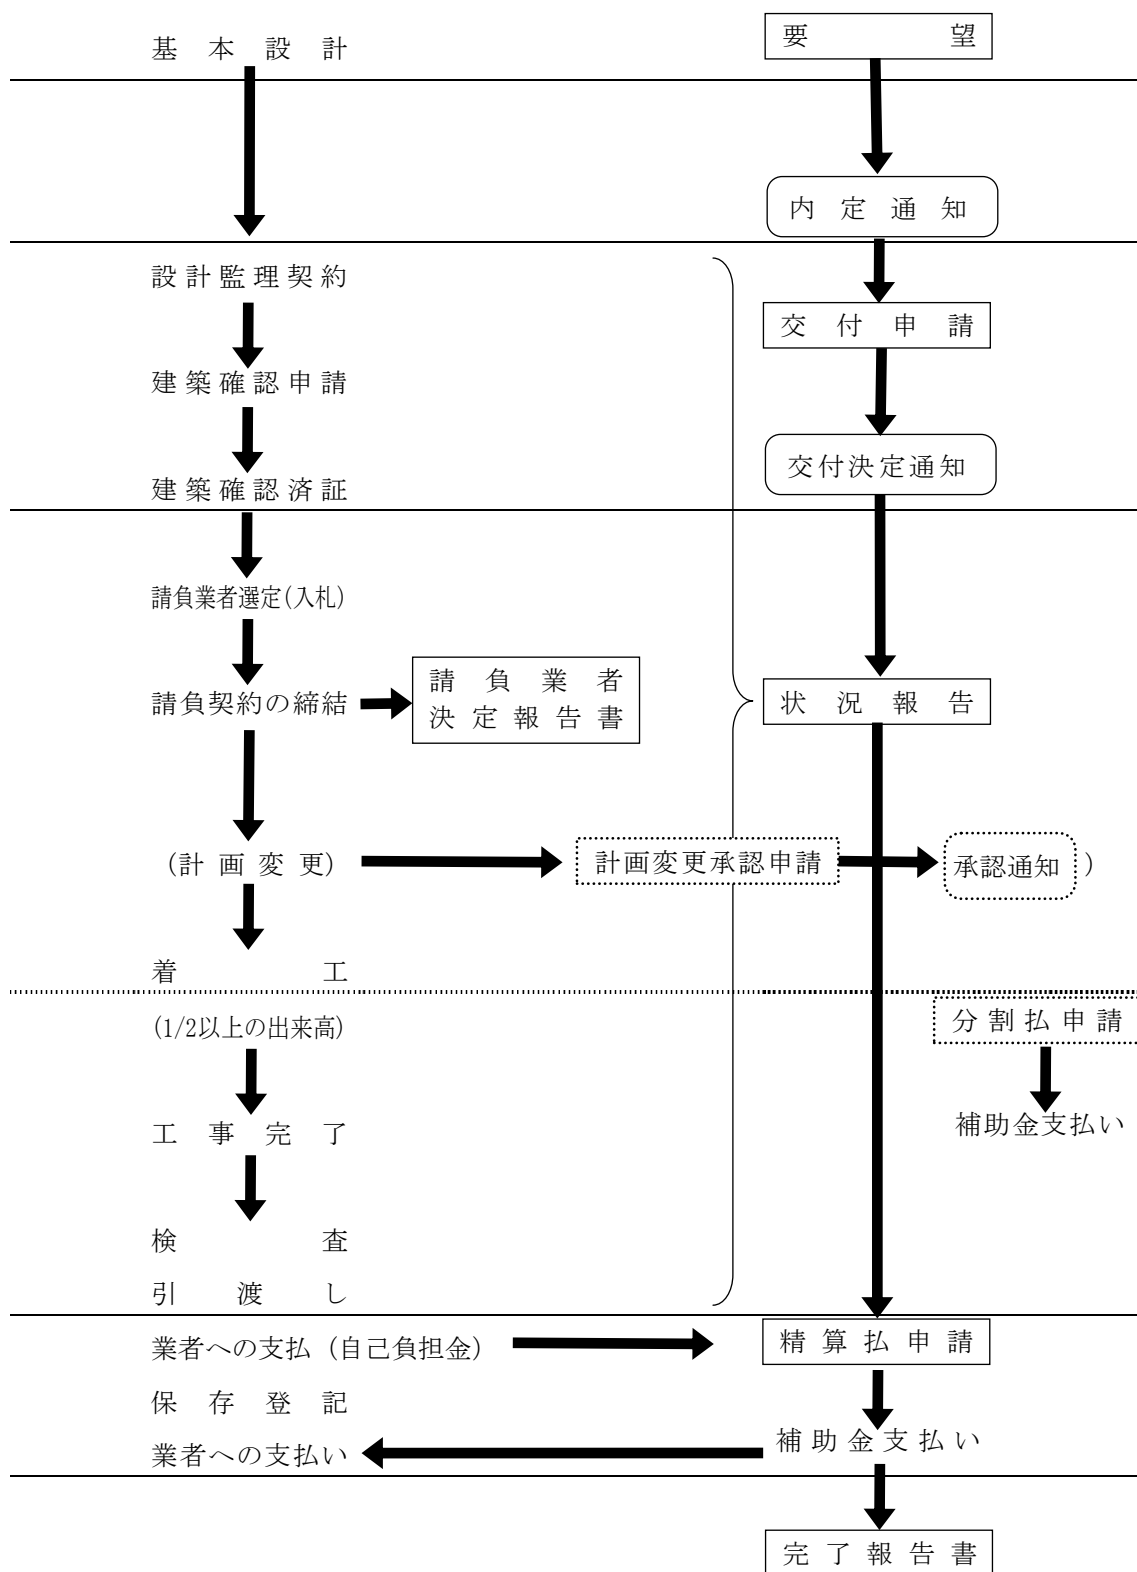 基本設計
要望
内定通知
設計監理契約
交付申請
建築確認申請
交付決定通知
建築確認済証
請負業者選定(入札)
請負契約の締結
請負業者
決定報告書
状況報告
(計画変更)
計画変更承認申請
承認通知)
着工
(1/2以上の出来高)
分割払申請
工事完了
補助金支払い
検査
引渡し
業者への支払(自己負担金)
精算払申請
保存登記
補助金支払い
業者への支払い
完了報告書